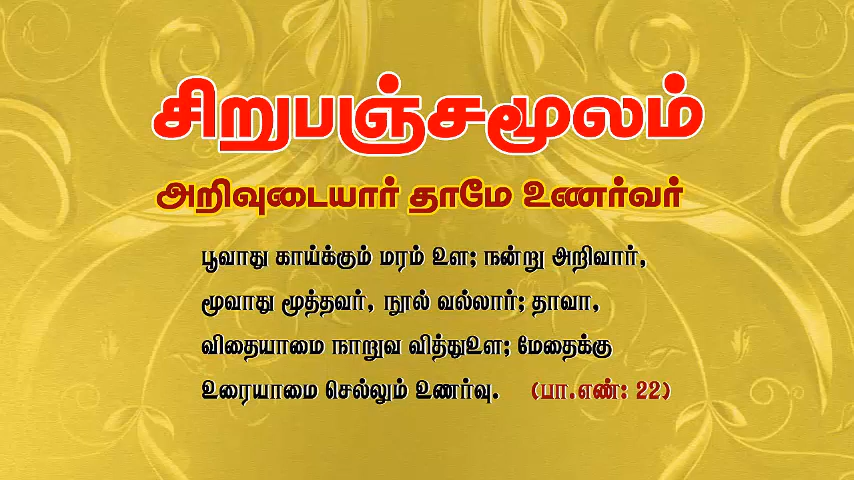 சிறுபஞ்சமூலம்
அறிவுடையார் தாமே உணர்வர்
பூவாது காய்க்கும் மரம் உள; நன்று அறிவார்,
மூவாது மூத்தவர், நூல் வல்லார்; தாவா,
விதையாமை நாறுவ வித்துஉள; மேதைக்கு
உரையாமை செல்லும் உணர்வு. (பா.எண்: 22)